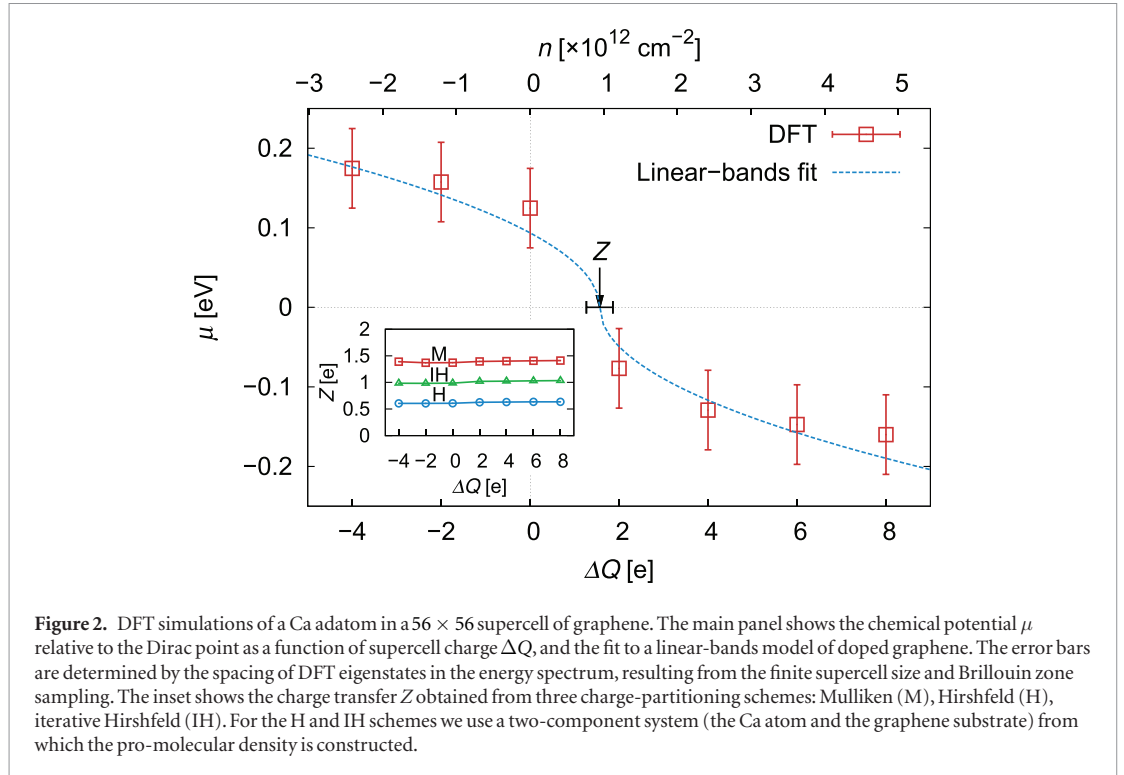 n [×10¹² cm⁻²]
−3 −2 −1 0 1 2 3 4 5
DFT
Linear−bands fit
0.2
0.1
0
−0.1
−0.2
μ [eV]
Z
2
1.5
1
0.5
0
Z [e]
M
IH
H
−4 −2 0 2 4 6 8
ΔQ [e]
−4 −2 0 2 4 6 8
ΔQ [e]
Figure 2. DFT simulations of a Ca adatom in a 56 × 56 supercell of graphene. The main panel shows the chemical potential μ
relative to the Dirac point as a function of supercell charge ΔQ, and the fit to a linear-bands model of doped graphene. The error bars
are determined by the spacing of DFT eigenstates in the energy spectrum, resulting from the finite supercell size and Brillouin zone
sampling. The inset shows the charge transfer Z obtained from three charge-partitioning schemes: Mulliken (M), Hirshfeld (H),
iterative Hirshfeld (IH). For the H and IH schemes we use a two-component system (the Ca atom and the graphene substrate) from
which the pro-molecular density is constructed.